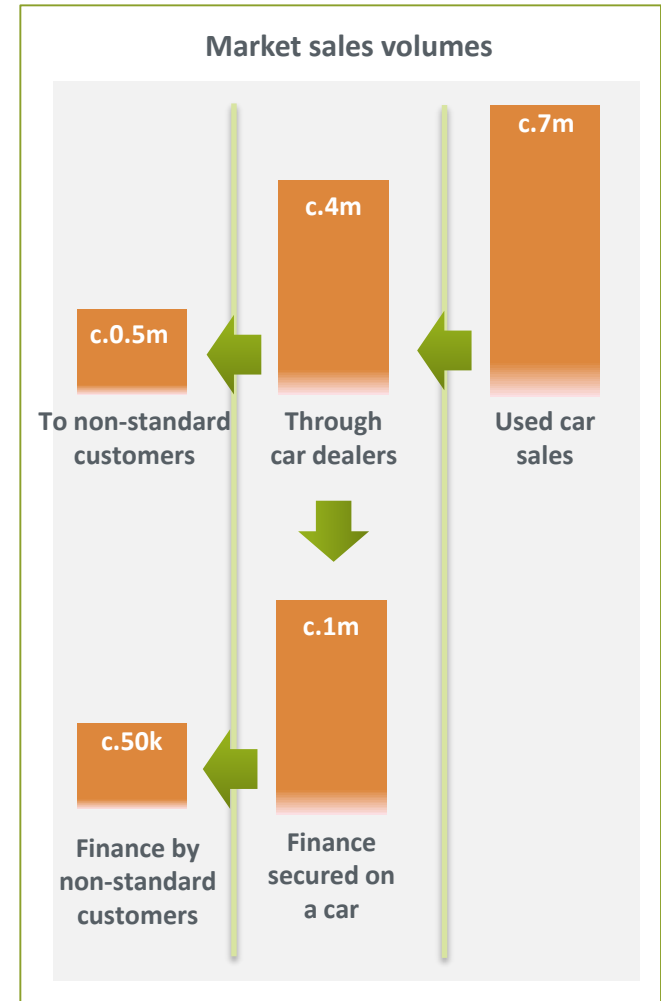 Market sales volumes
c.7m
c.4m
c.0.5m
To non-standard
customers
Through
car dealers
Used car
sales
c.1m
c.50k
Finance by
non-standard
customers
Finance
secured on
a car